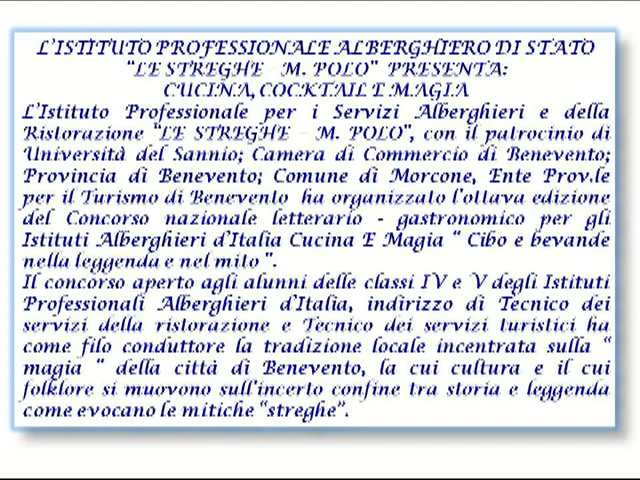 L'ISTITUTO PROFESSIONALE ALBERGHIERO DI STATO
"LE STREGHE – M. POLO" PRESENTA:
CUCINA, COCKTAIL E MAGIA
L'Istituto Professionale per i Servizi Alberghieri e della
Ristorazione "LE STREGHE – M. POLO", con il patrocinio di
Università del Sannio; Camera di Commercio di Benevento;
Provincia di Benevento; Comune di Morcone, Ente Prov.le
per il Turismo di Benevento ha organizzato l'ottava edizione
del Concorso nazionale letterario - gastronomico per gli
Istituti Alberghieri d'Italia Cucina E Magia " Cibo e bevande
nella leggenda e nel mito ".
Il concorso aperto agli alunni delle classi IV e V degli Istituti
Professionali Alberghieri d'Italia, indirizzo di Tecnico dei
servizi della ristorazione e Tecnico dei servizi turistici ha
come filo conduttore la tradizione locale incentrata sulla "
magia " della città di Benevento, la cui cultura e il cui
folklore si muovono sull'incerto confine tra storia e leggenda
come evocano le mitiche "streghe".